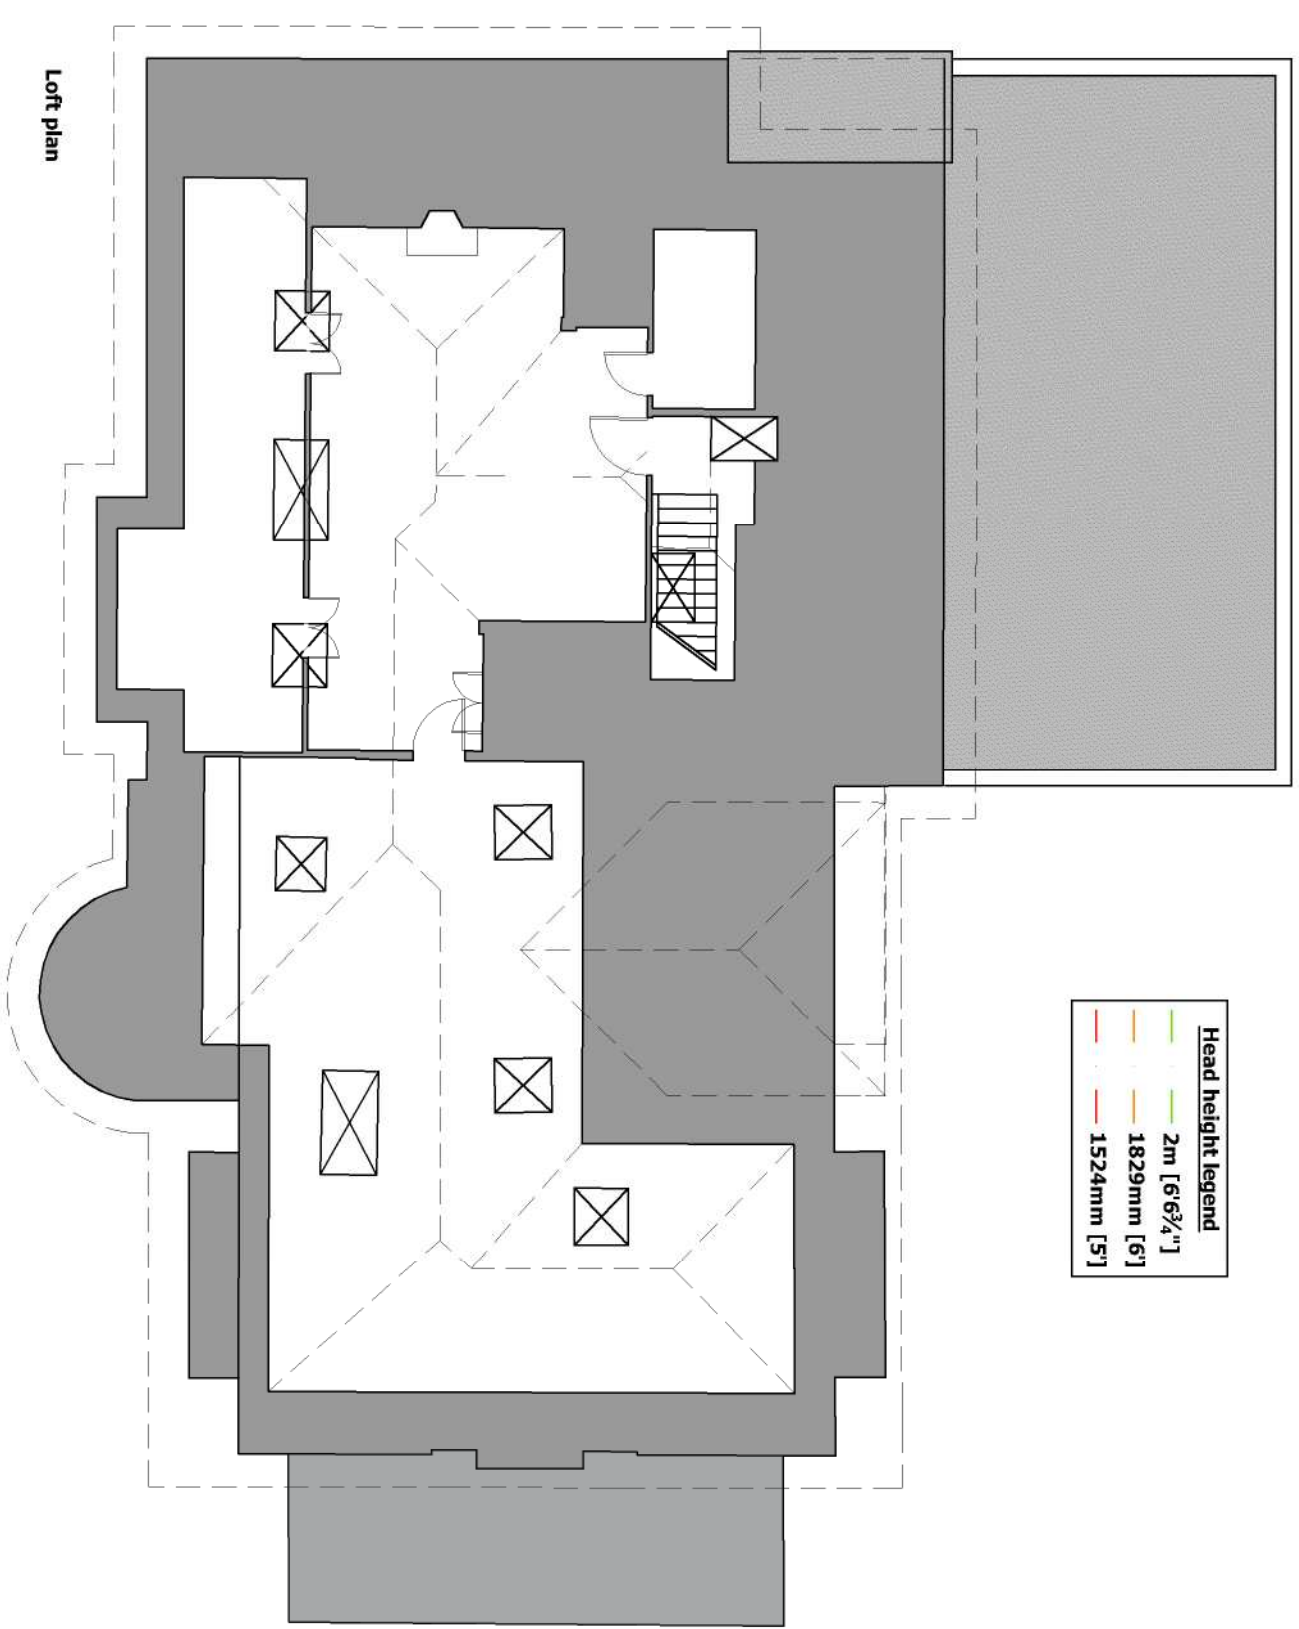 Loft plan
Head height legend
2m [6'6¾"]
1829mm [6']
1524mm [5']